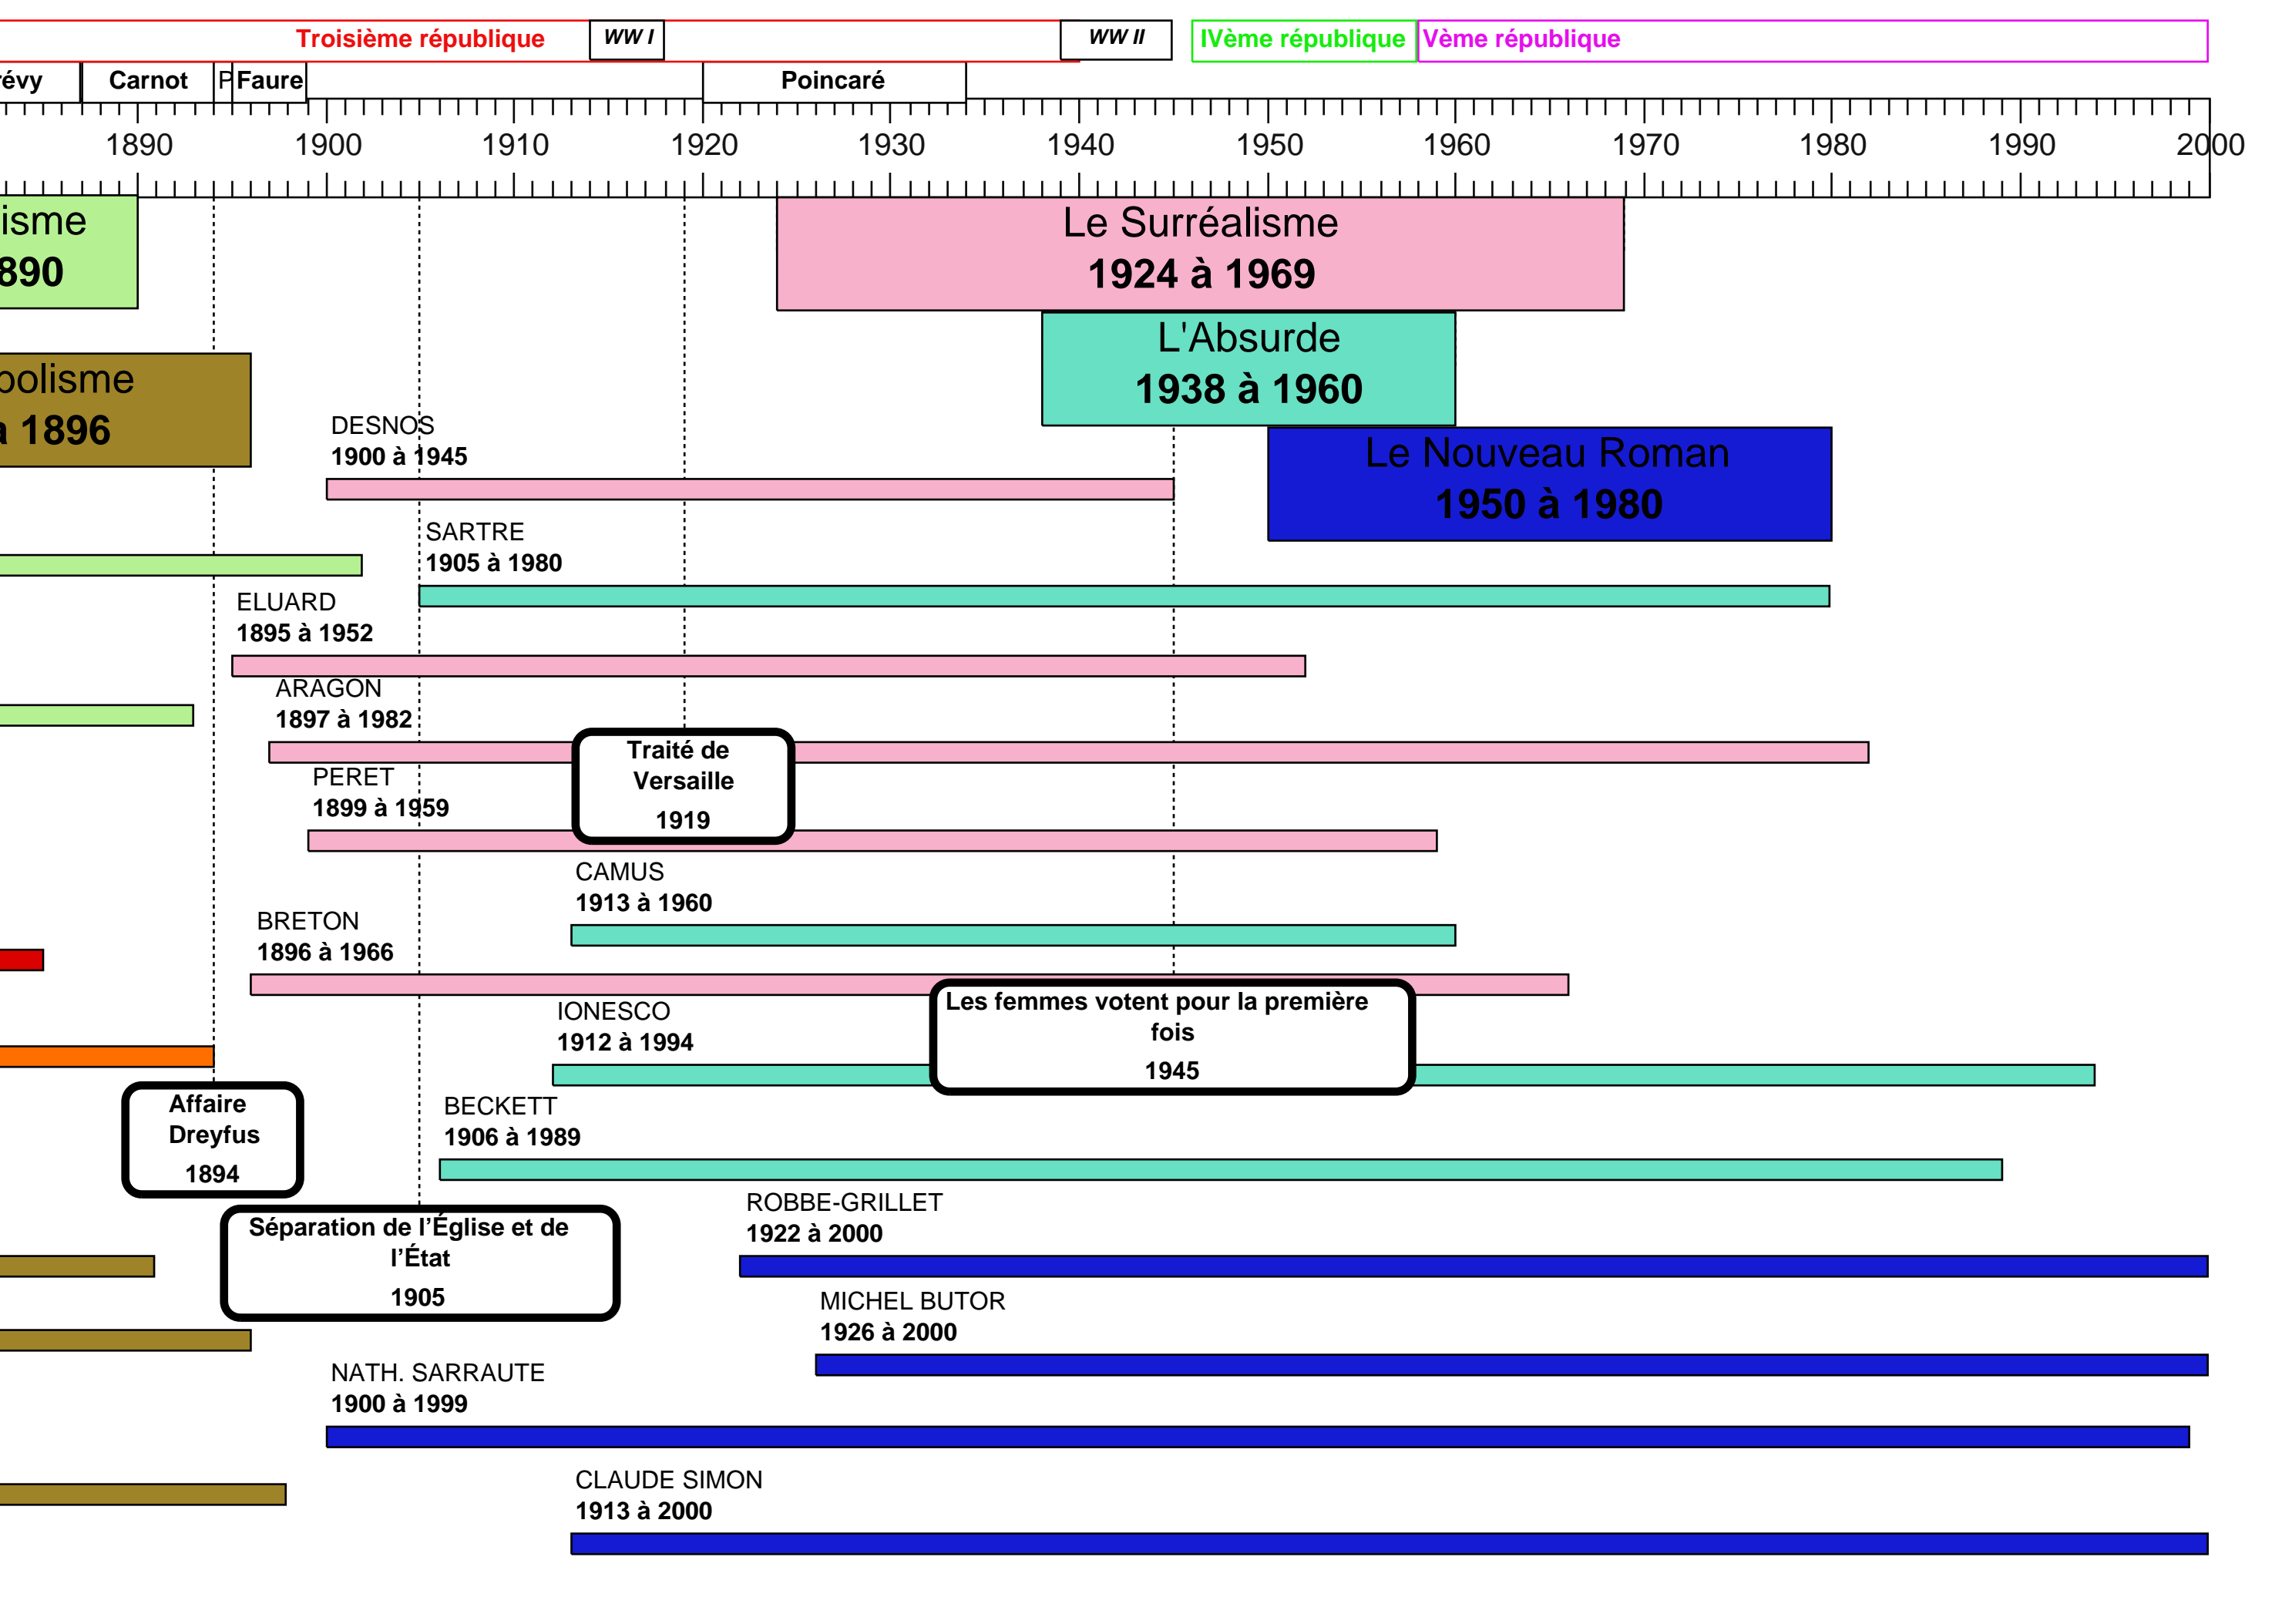 Troisième république
WW I
WW II
IVème république
Vème république
révy
Carnot
P
Faure
Poincaré
1890
1900
1910
1920
1930
1940
1950
1960
1970
1980
1990
2000
isme
890
Le Surréalisme
1924 à 1969
L'Absurde
1938 à 1960
bolisme
à 1896
DESNOS
1900 à 1945
Le Nouveau Roman
1950 à 1980
SARTRE
1905 à 1980
ELUARD
1895 à 1952
ARAGON
1897 à 1982
Traité de
Versaille
1919
PERET
1899 à 1959
CAMUS
1913 à 1960
BRETON
1896 à 1966
Les femmes votent pour la première
fois
1945
IONESCO
1912 à 1994
Affaire
Dreyfus
1894
BECKETT
1906 à 1989
Séparation de l’Église et de
l’État
1905
ROBBE-GRILLET
1922 à 2000
MICHEL BUTOR
1926 à 2000
NATH. SARRAUTE
1900 à 1999
CLAUDE SIMON
1913 à 2000